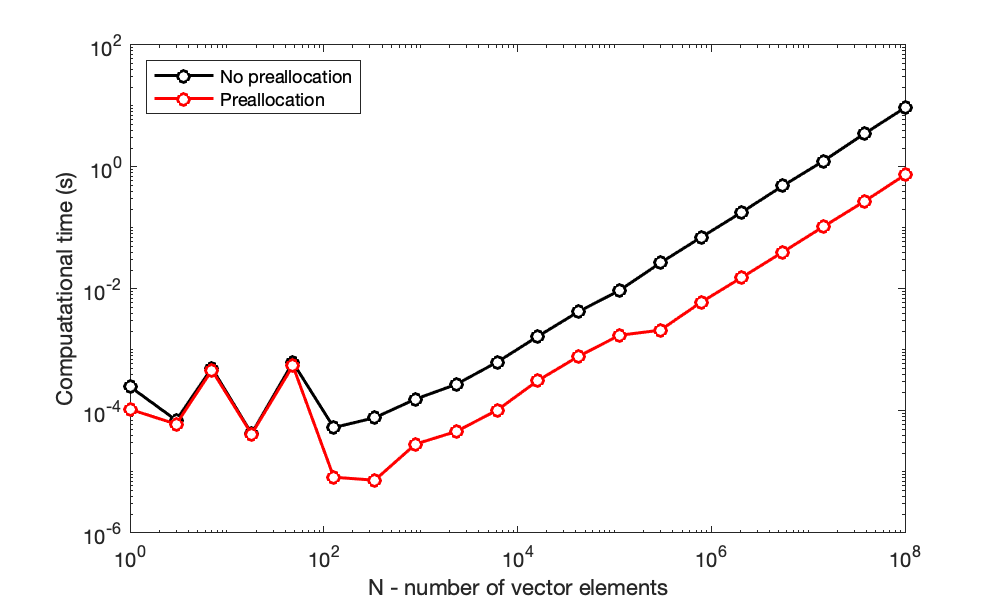 10^2
No preallocation
Preallocation
10^0
Compuatational time (s)
10^-2
10^-4
10^-6
10^0 10^2 10^4 10^6 10^8
N - number of vector elements